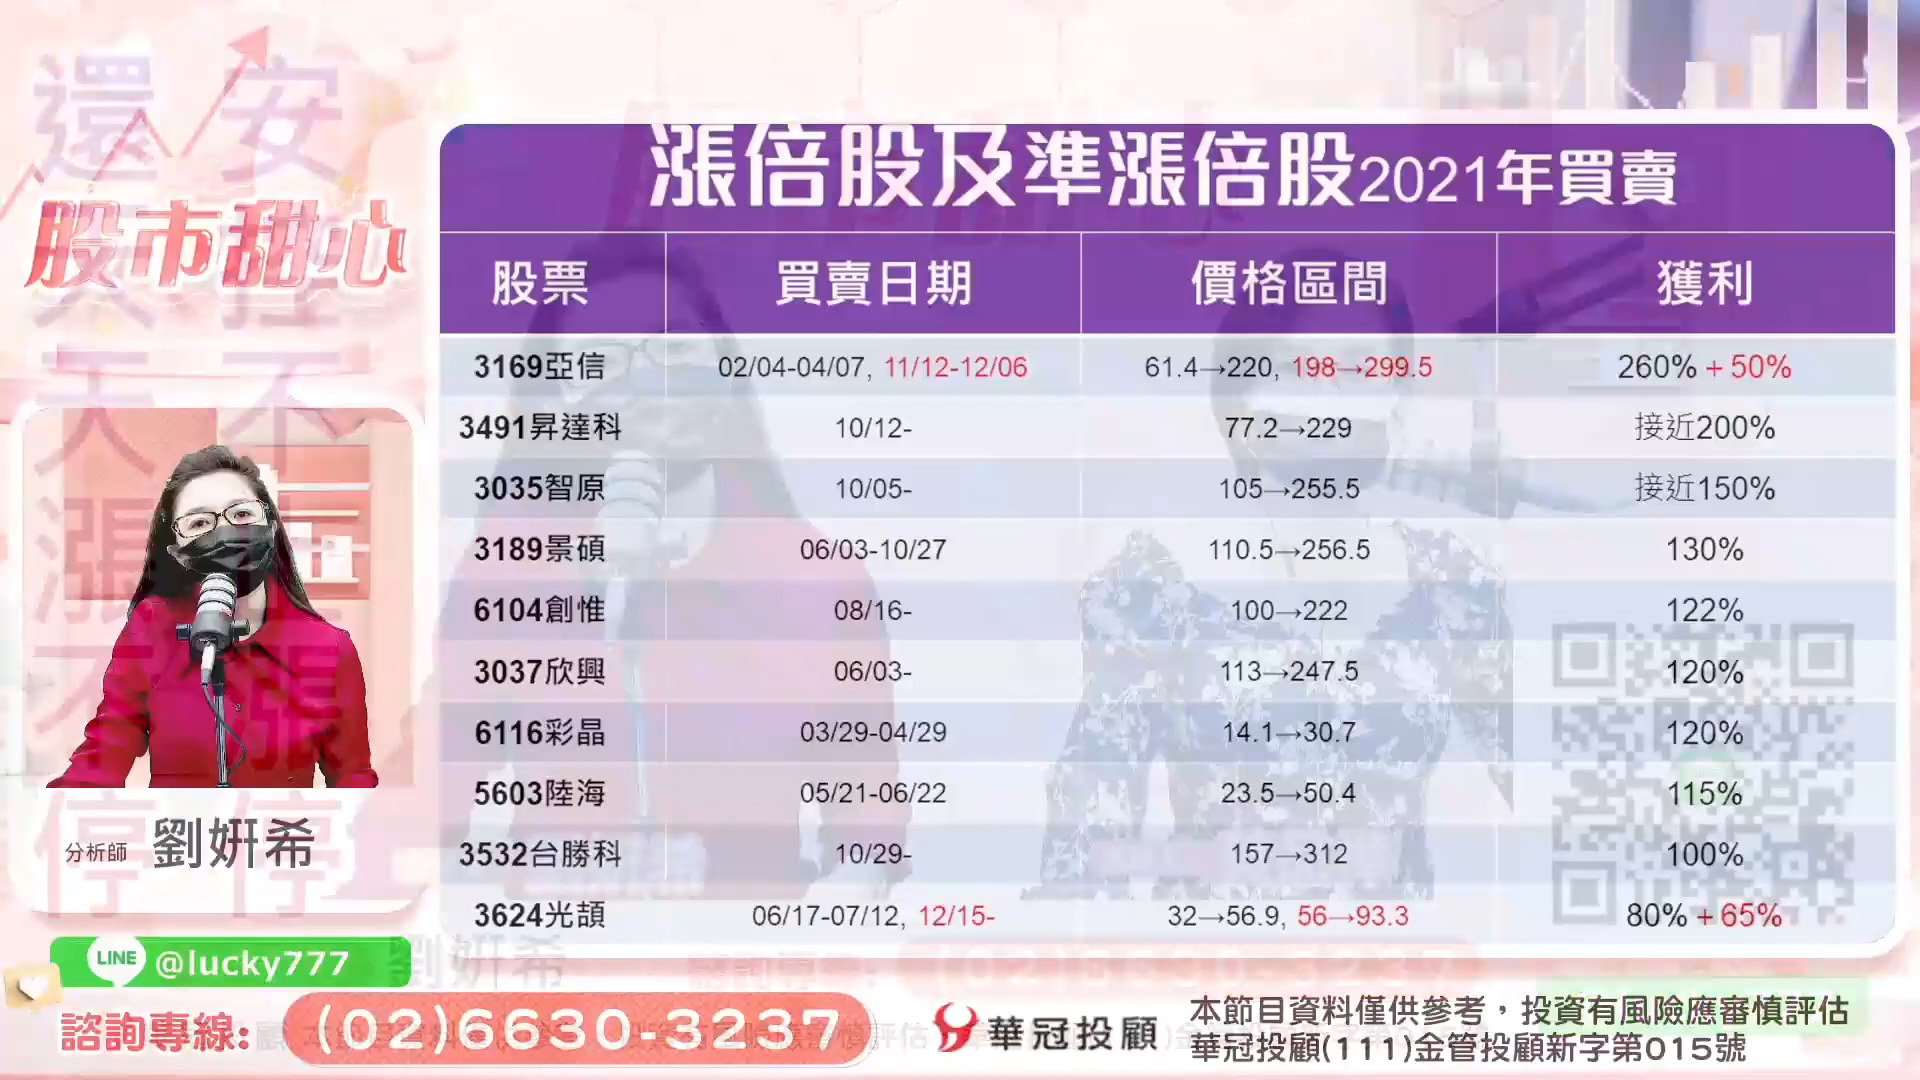 股市甜心
漲倍股及準漲倍股2021年買賣
股票 買賣日期 價格區間 獲利
3169亞信 02/04-04/07, 11/12-12/06 61.4→220, 198→299.5 260%+50%
3491昇達科 10/12- 77.2→229 接近200%
3035智原 10/05- 105→255.5 接近150%
3189景碩 06/03-10/27 110.5→256.5 130%
6104創惟 08/16- 100→222 122%
3037欣興 06/03- 113→247.5 120%
6116彩晶 03/29-04/29 14.1→30.7 120%
5603陸海 05/21-06/22 23.5→50.4 115%
3532台勝科 10/29- 157→312 100%
3624光頡 06/17-07/12, 12/15- 32→56.9, 56→93.3 80%+65%
分析師 劉妍希
LINE @lucky777
劉妍希
諮詢專線: (02)6630-3237
華冠投顧
本節目資料僅供參考，投資有風險應審慎評估
華冠投顧(111)金管投顧新字第015號